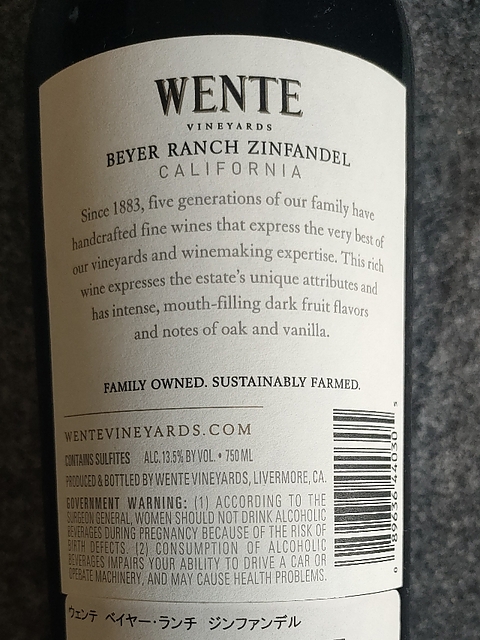 WENTE
VINEYARDS
BEYER RANCH ZINFANDEL
CALIFORNIA
Since 1883, five generations of our family have
handcrafted fine wines that express the very best of
our vineyards and winemaking expertise. This rich
wine expresses the estate's unique attributes and
has intense, mouth-filling dark fruit flavors
and notes of oak and vanilla.
FAMILY OWNED. SUSTAINABLY FARMED.
WENTEVINEYARDS.COM
CONTAINS SULFITES ALC.13.5% BY VOL. • 750 ML
PRODUCED & BOTTLED BY WENTE VINEYARDS, LIVERMORE, CA.
GOVERNMENT WARNING: (1) ACCORDING TO THE
SURGEON GENERAL, WOMEN SHOULD NOT DRINK ALCOHOLIC
BEVERAGES DURING PREGNANCY BECAUSE OF THE RISK OF
BIRTH DEFECTS. (2) CONSUMPTION OF ALCOHOLIC
BEVERAGES IMPAIRS YOUR ABILITY TO DRIVE A CAR OR
OPERATE MACHINERY, AND MAY CAUSE HEALTH PROBLEMS.
0 89636 44030 5
ウェンテ ベイヤー・ランチ ジンファンデル